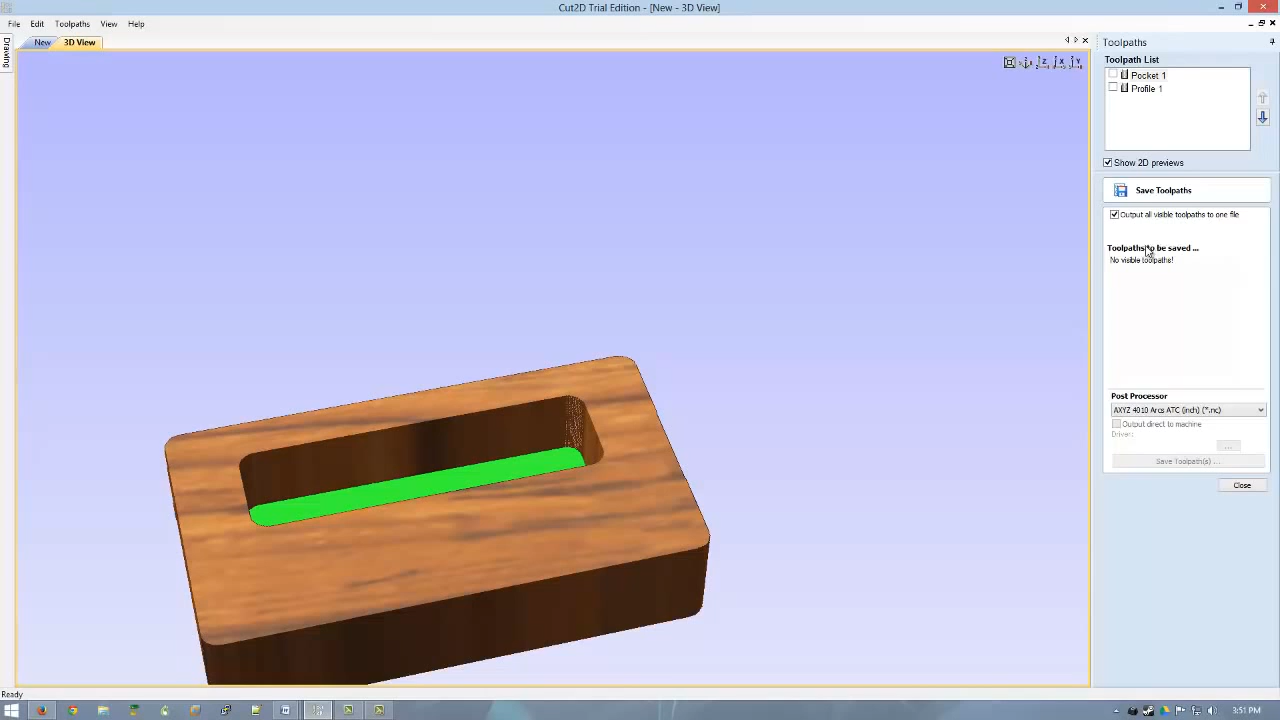 Cut2D Trial Edition - [New - 3D View]
File Edit Toolpaths View Help
New 3D View
Drawing
Z X Y
Toolpaths
Toolpath List
Pocket 1
Profile 1
Show 2D previews
Save Toolpaths
Output all visible toolpaths to one file
Toolpaths to be saved ...
No visible toolpaths!
Post Processor
AXYZ 4010 Arcs ATC (inch) (*.nc)
Output direct to machine
Driver:
...
Save Toolpath(s) ...
Close
Ready
3:51 PM